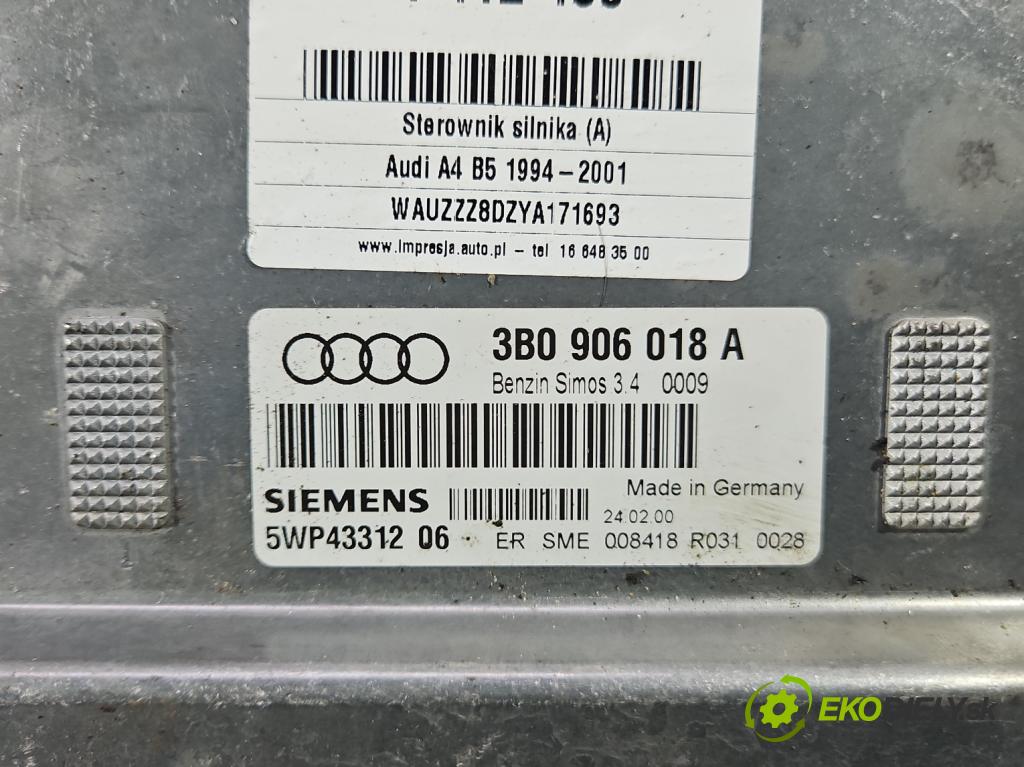 Sterownik silnika (A)
Audi A4 B5 1994-2001
WAUZZZ8DZYA171693
www.impresja.auto.pl - tel 16 648 35 00
3B0 906 018 A
Benzin Simos 3.4 0009
Made in Germany
SIEMENS
24.02.00
5WP43312 06 ER SME 008418 R031 0028
EKO